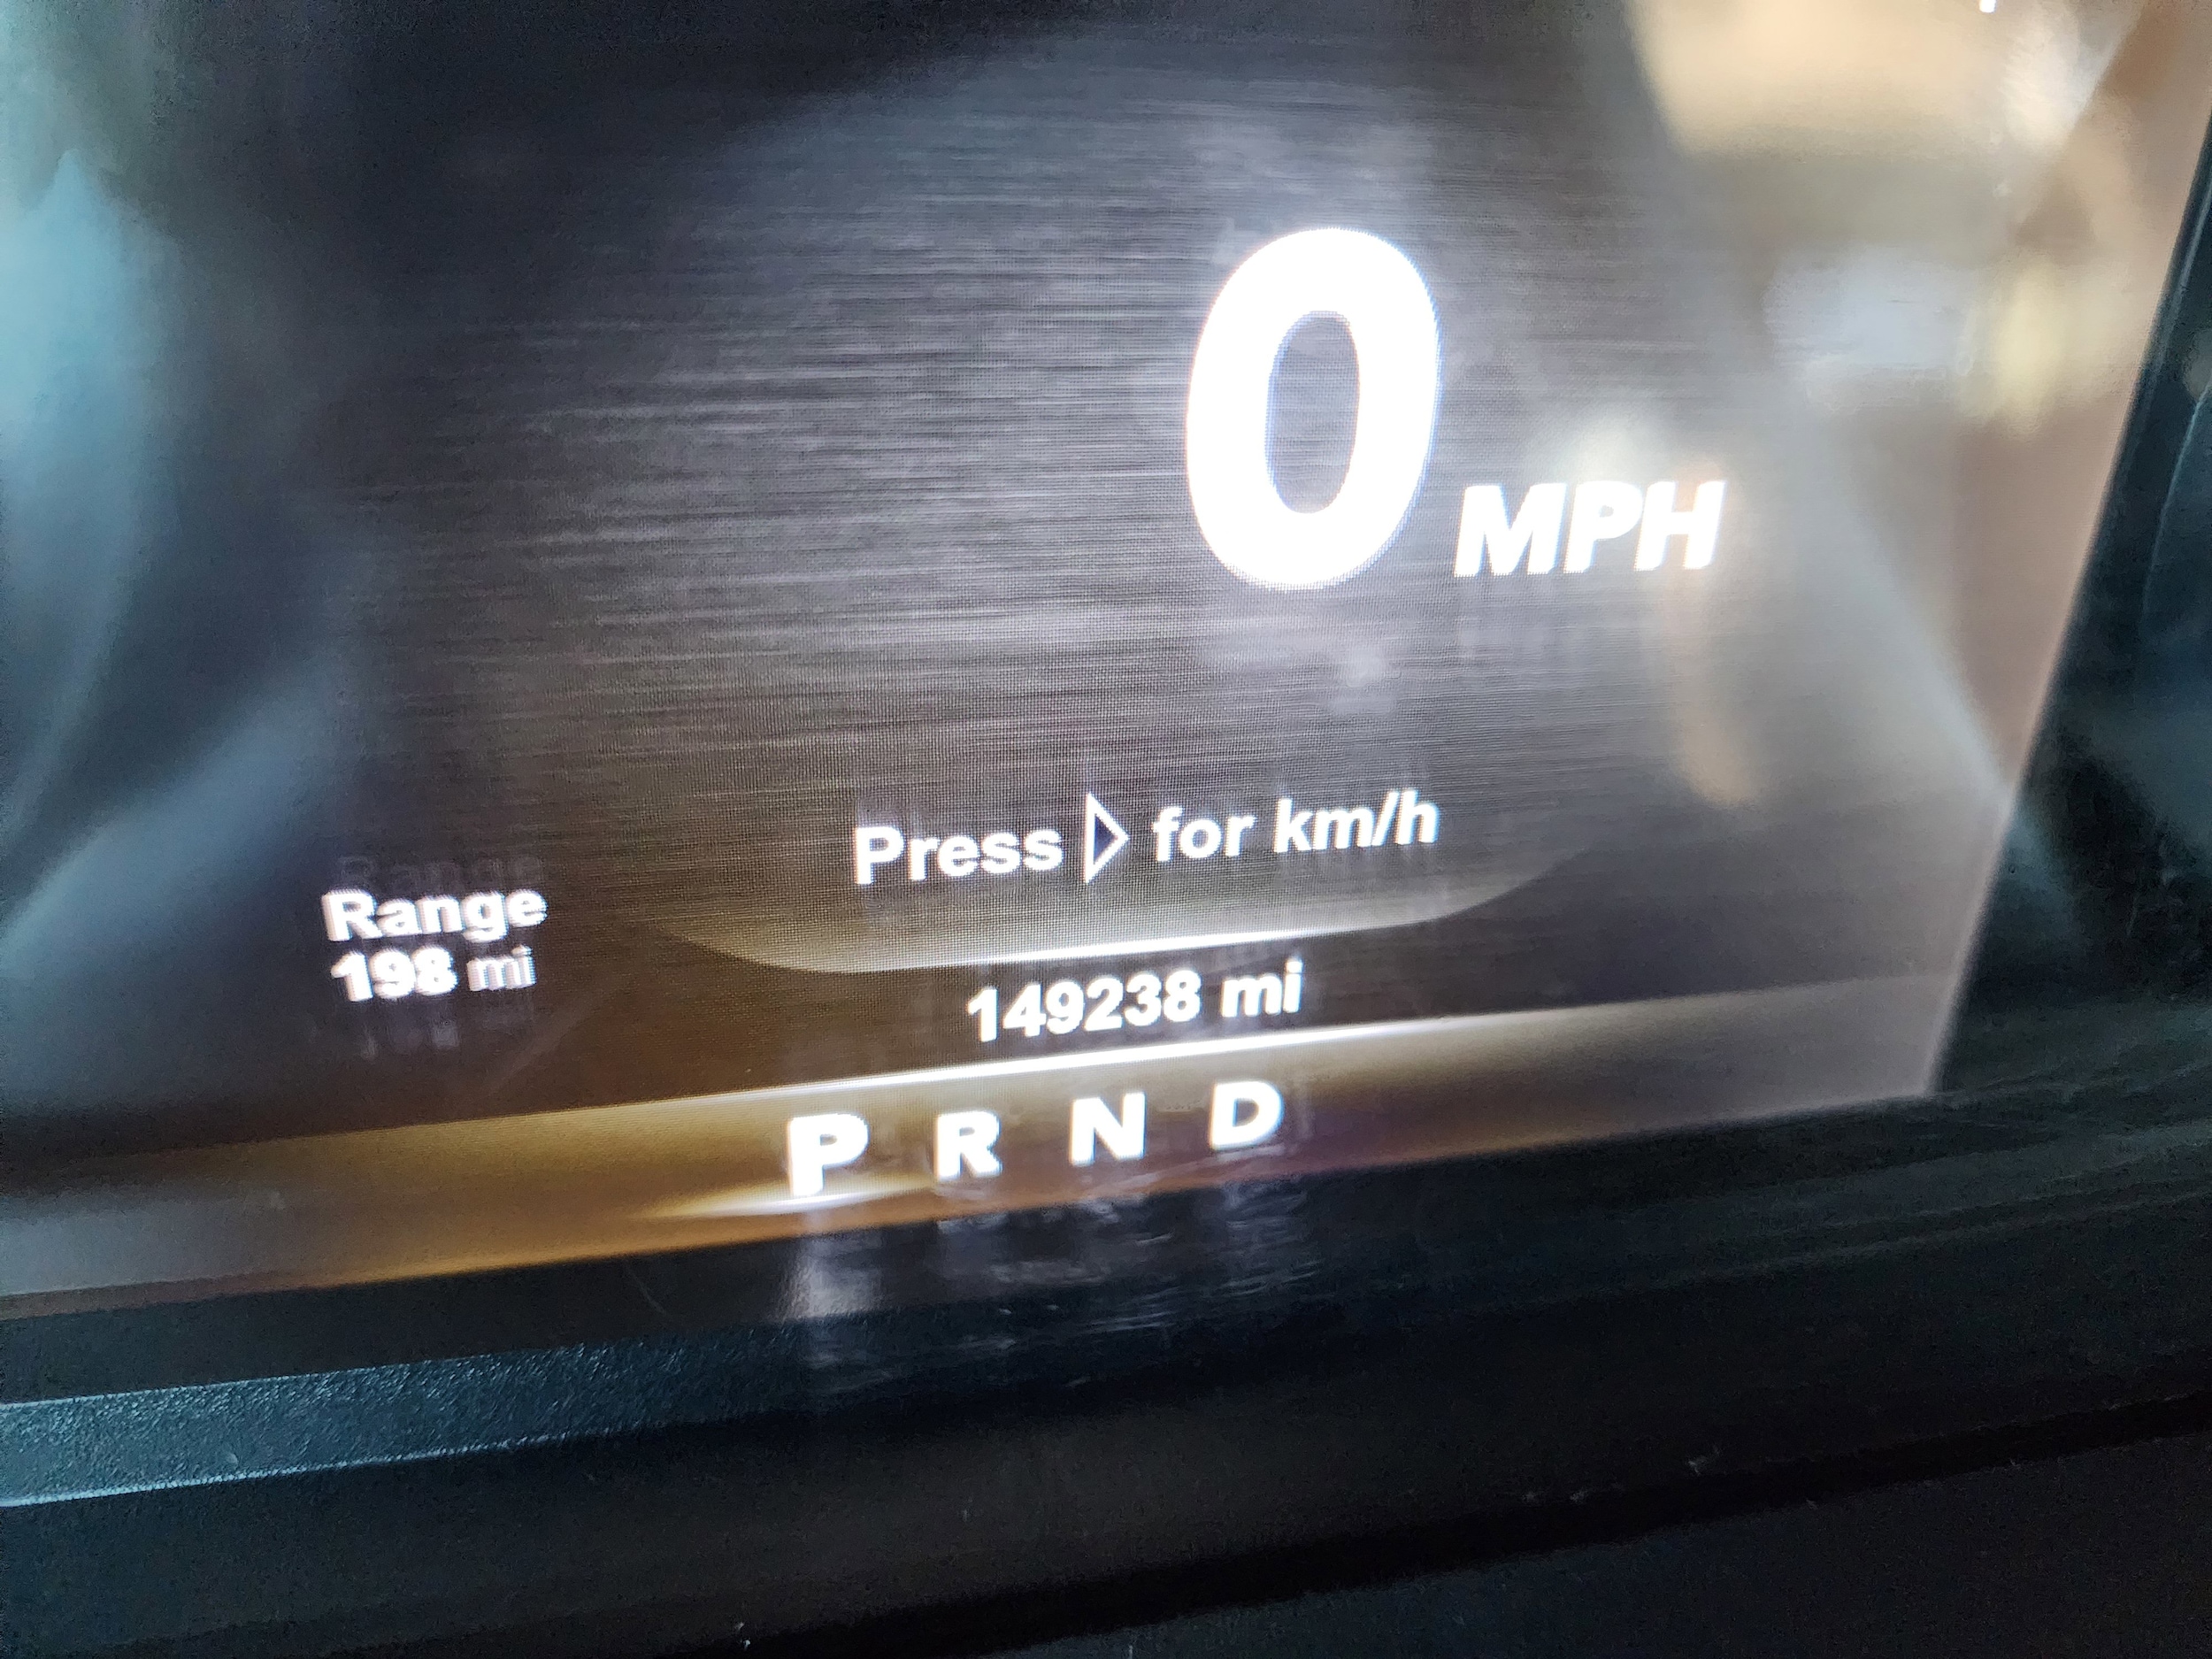 0 MPH
Press ▷ for km/h
Range
198 mi
149238 mi
P R N D